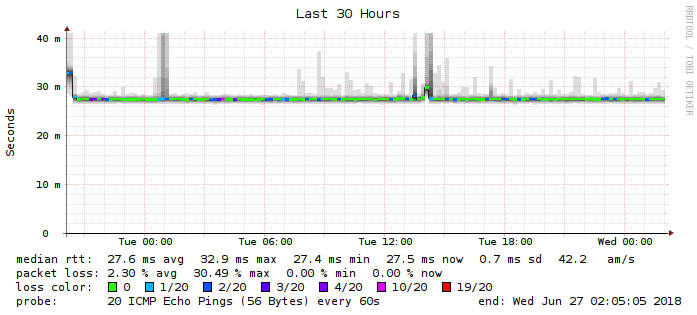 Last 30 Hours
RRDTOOL / TOBI OETIKER
Seconds
40 m
30 m
20 m
10 m
0
Tue 00:00 Tue 06:00 Tue 12:00 Tue 18:00 Wed 00:00
median rtt: 27.6 ms avg 32.9 ms max 27.4 ms min 27.5 ms now 0.7 ms sd 42.2 am/s
packet loss: 2.30 % avg 30.49 % max 0.00 % min 0.00 % now
loss color: 0 1/20 2/20 3/20 4/20 10/20 19/20
probe: 20 ICMP Echo Pings (56 Bytes) every 60s end: Wed Jun 27 02:05:05 2018